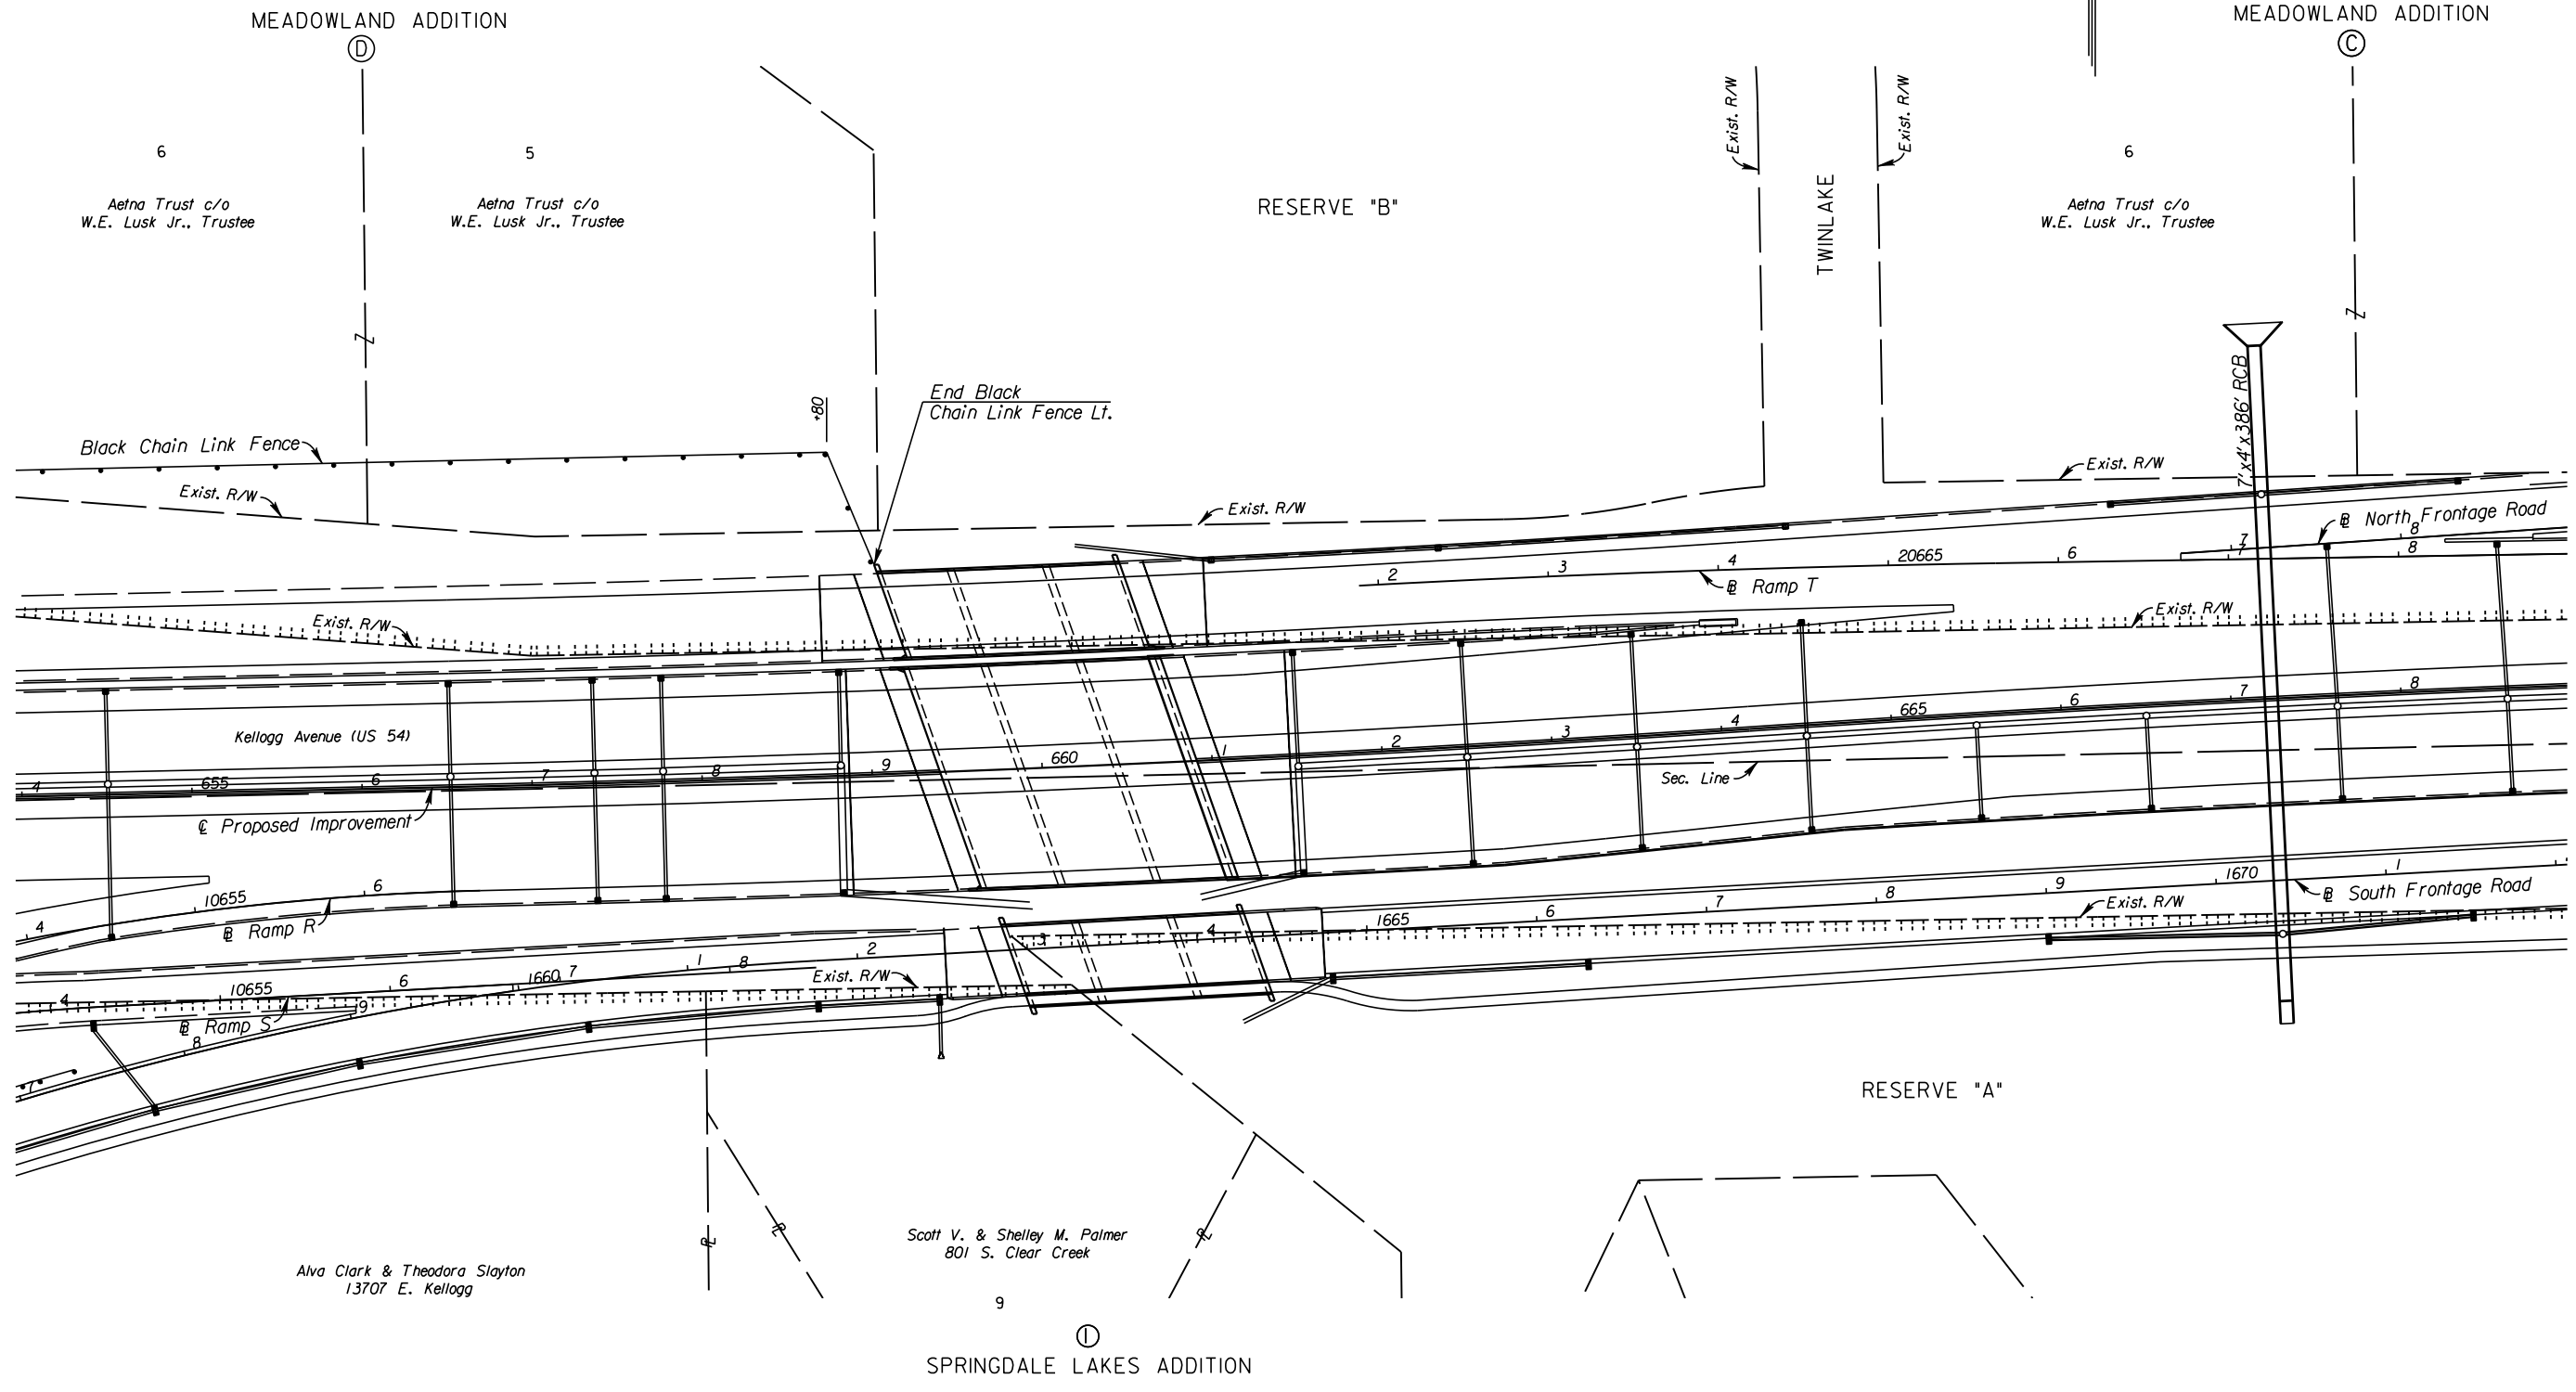 MEADOWLAND ADDITION
D
MEADOWLAND ADDITION
C
6
5
6
Aetna Trust c/o
W.E. Lusk Jr., Trustee
Aetna Trust c/o
W.E. Lusk Jr., Trustee
RESERVE "B"
Exist. R/W
Exist. R/W
TWINLAKE
Aetna Trust c/o
W.E. Lusk Jr., Trustee
7'x4'x386' RCB
+80
End Black
Chain Link Fence Lt.
Black Chain Link Fence
Exist. R/W
Exist. R/W
Exist. R/W
North Frontage Road
7
8
2
3
4
20665
6
7
8
Ramp T
Exist. R/W
Exist. R/W
Kellogg Avenue (US 54)
4
655
6
7
8
9
660
1
2
3
4
665
6
7
8
Sec. Line
℄ Proposed Improvement
4
10655
6
Ramp R
South Frontage Road
Exist. R/W
7
8
9
1660
1
2
3
4
1665
6
7
8
9
1670
1
4
10655
6
7
8
Exist. R/W
Ramp S
RESERVE "A"
Scott V. & Shelley M. Palmer
801 S. Clear Creek
Alva Clark & Theodora Slayton
13707 E. Kellogg
9
1
SPRINGDALE LAKES ADDITION